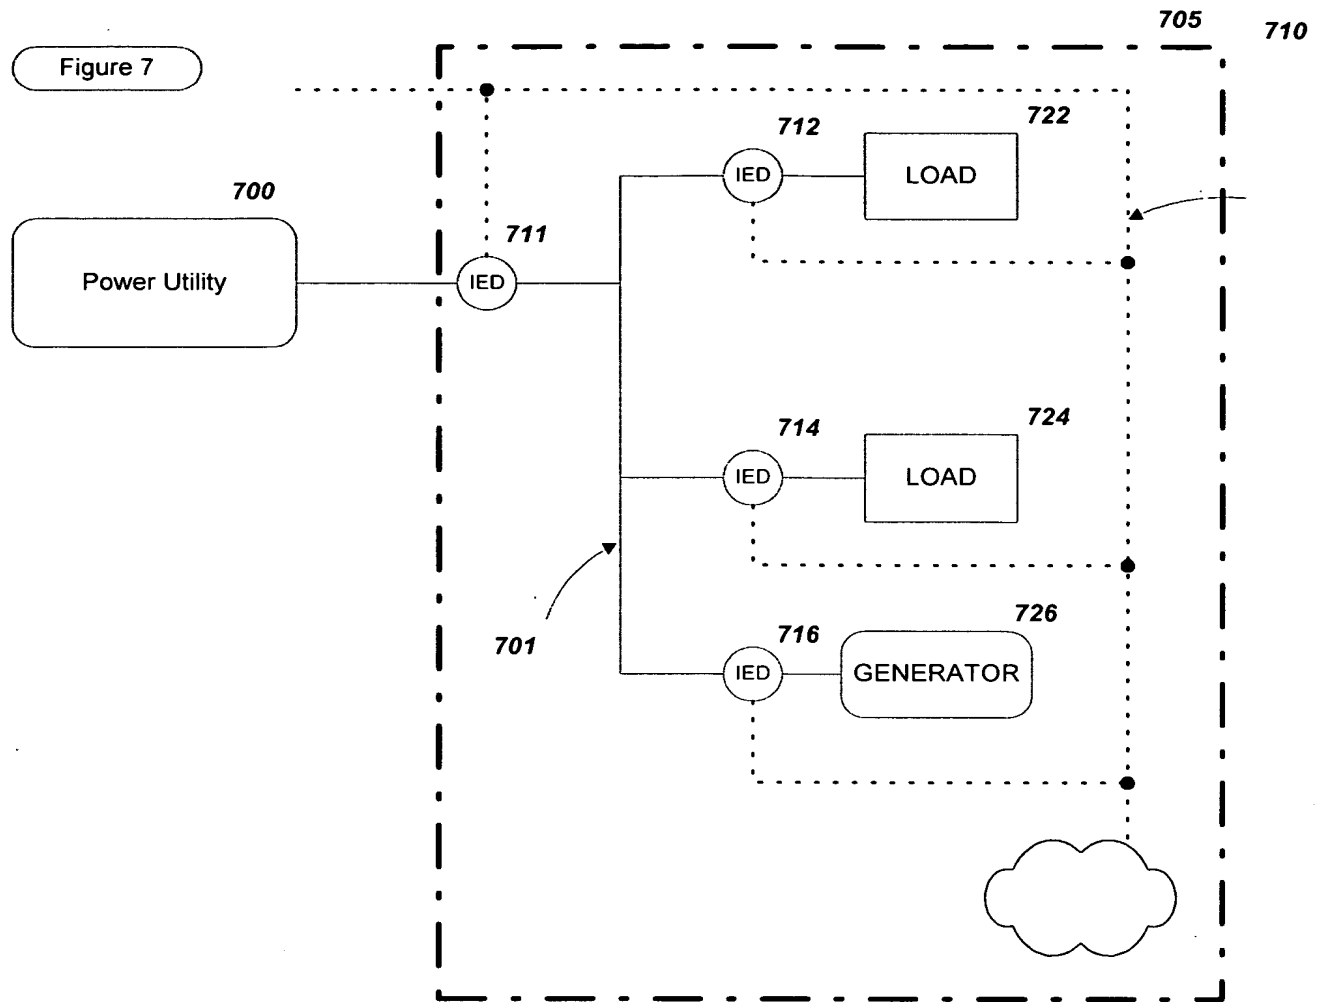 705
710
Figure 7
722
712
IED
LOAD
700
711
Power Utility
IED
724
714
IED
LOAD
726
716
701
IED
GENERATOR